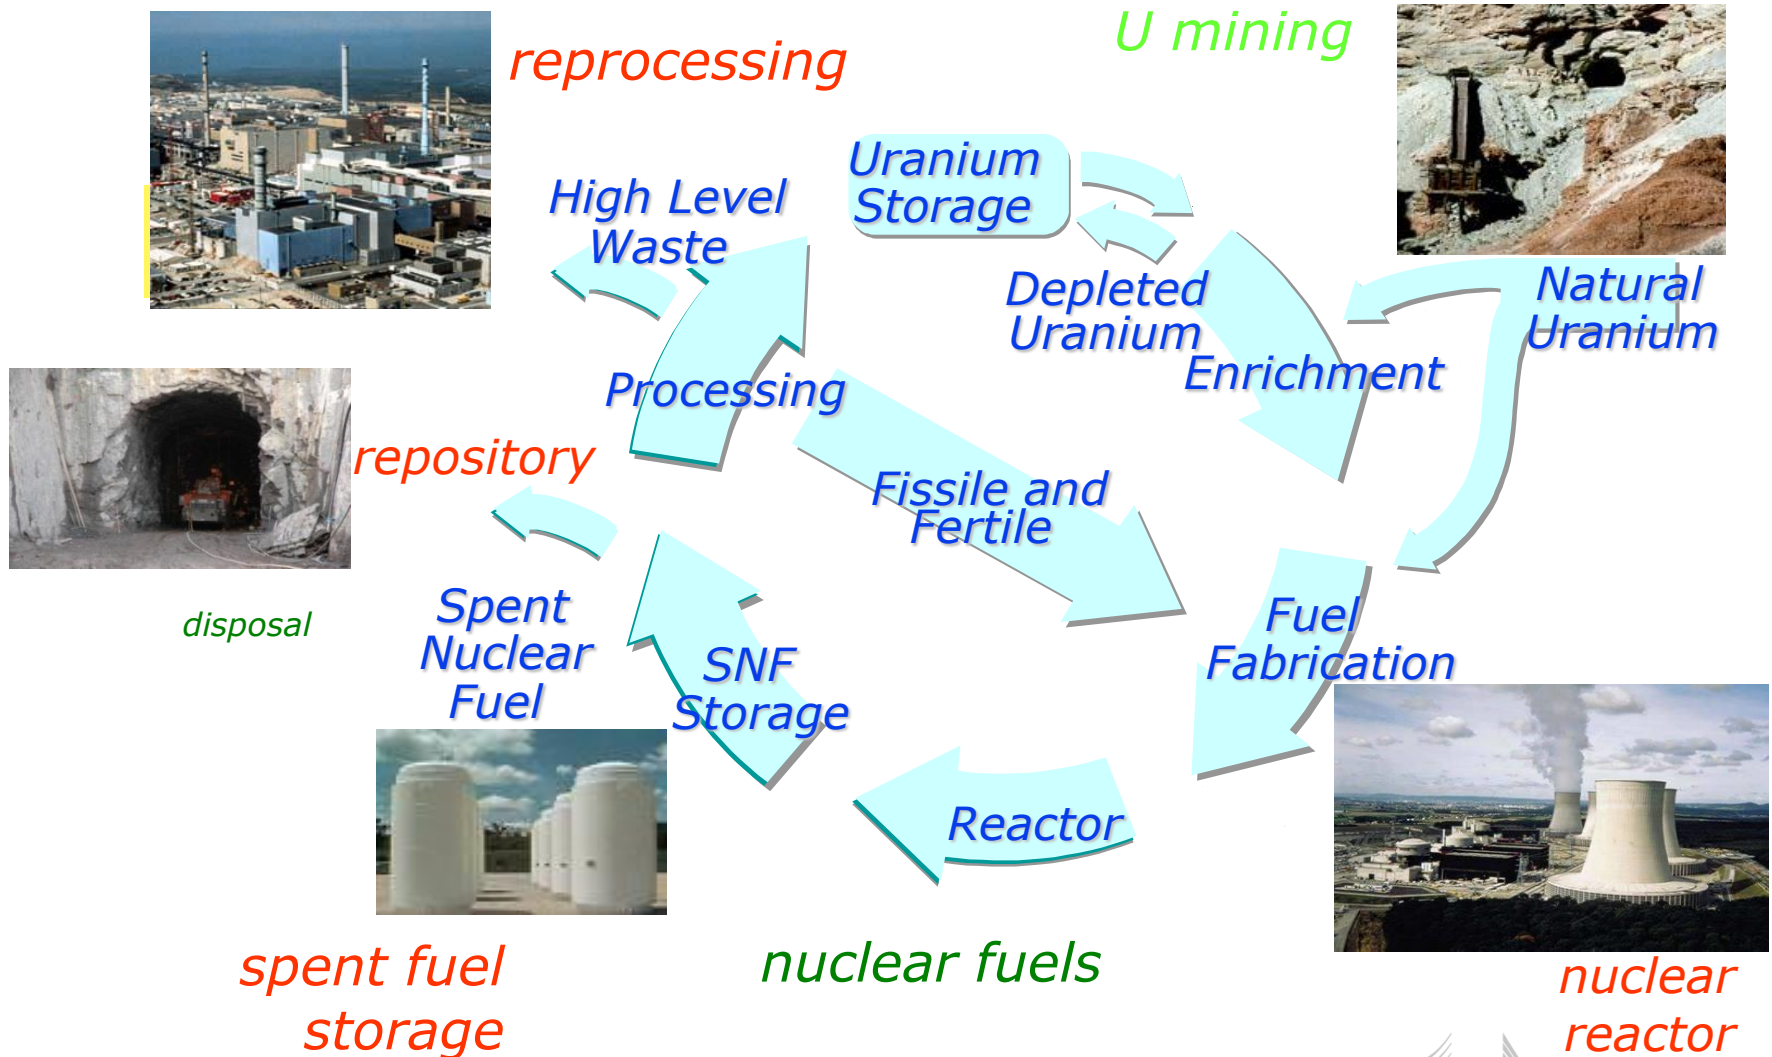 reprocessing
U mining
Uranium
Storage
High Level
Waste
Depleted
Uranium
Natural
Uranium
Enrichment
Processing
repository
Fissile and
Fertile
disposal
Spent
Nuclear
Fuel
SNF
Storage
Fuel
Fabrication
Reactor
spent fuel
storage
nuclear fuels
nuclear
reactor